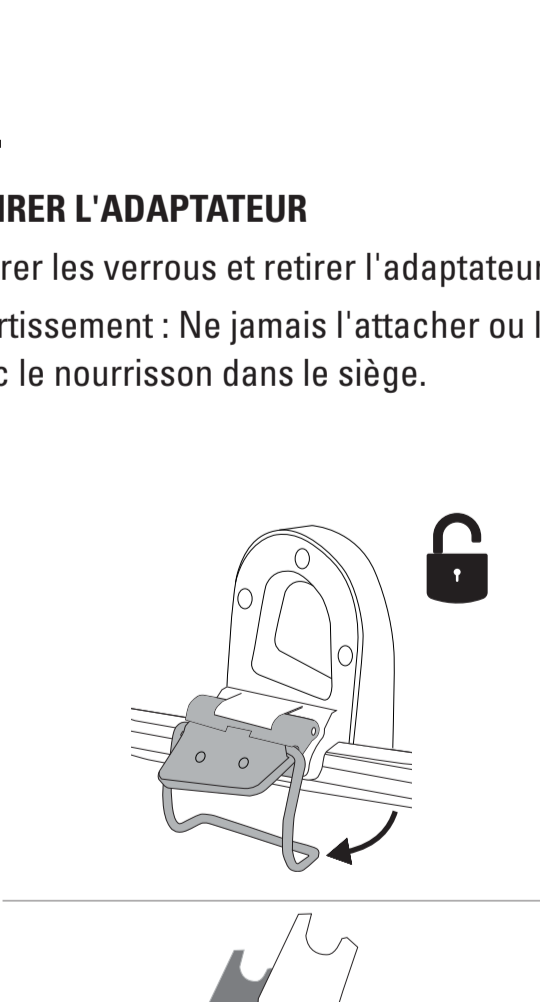 IRER L'ADAPTATEUR
rer les verrous et retirer l'adaptateur
rtissement : Ne jamais l'attacher ou l
c le nourrisson dans le siège.